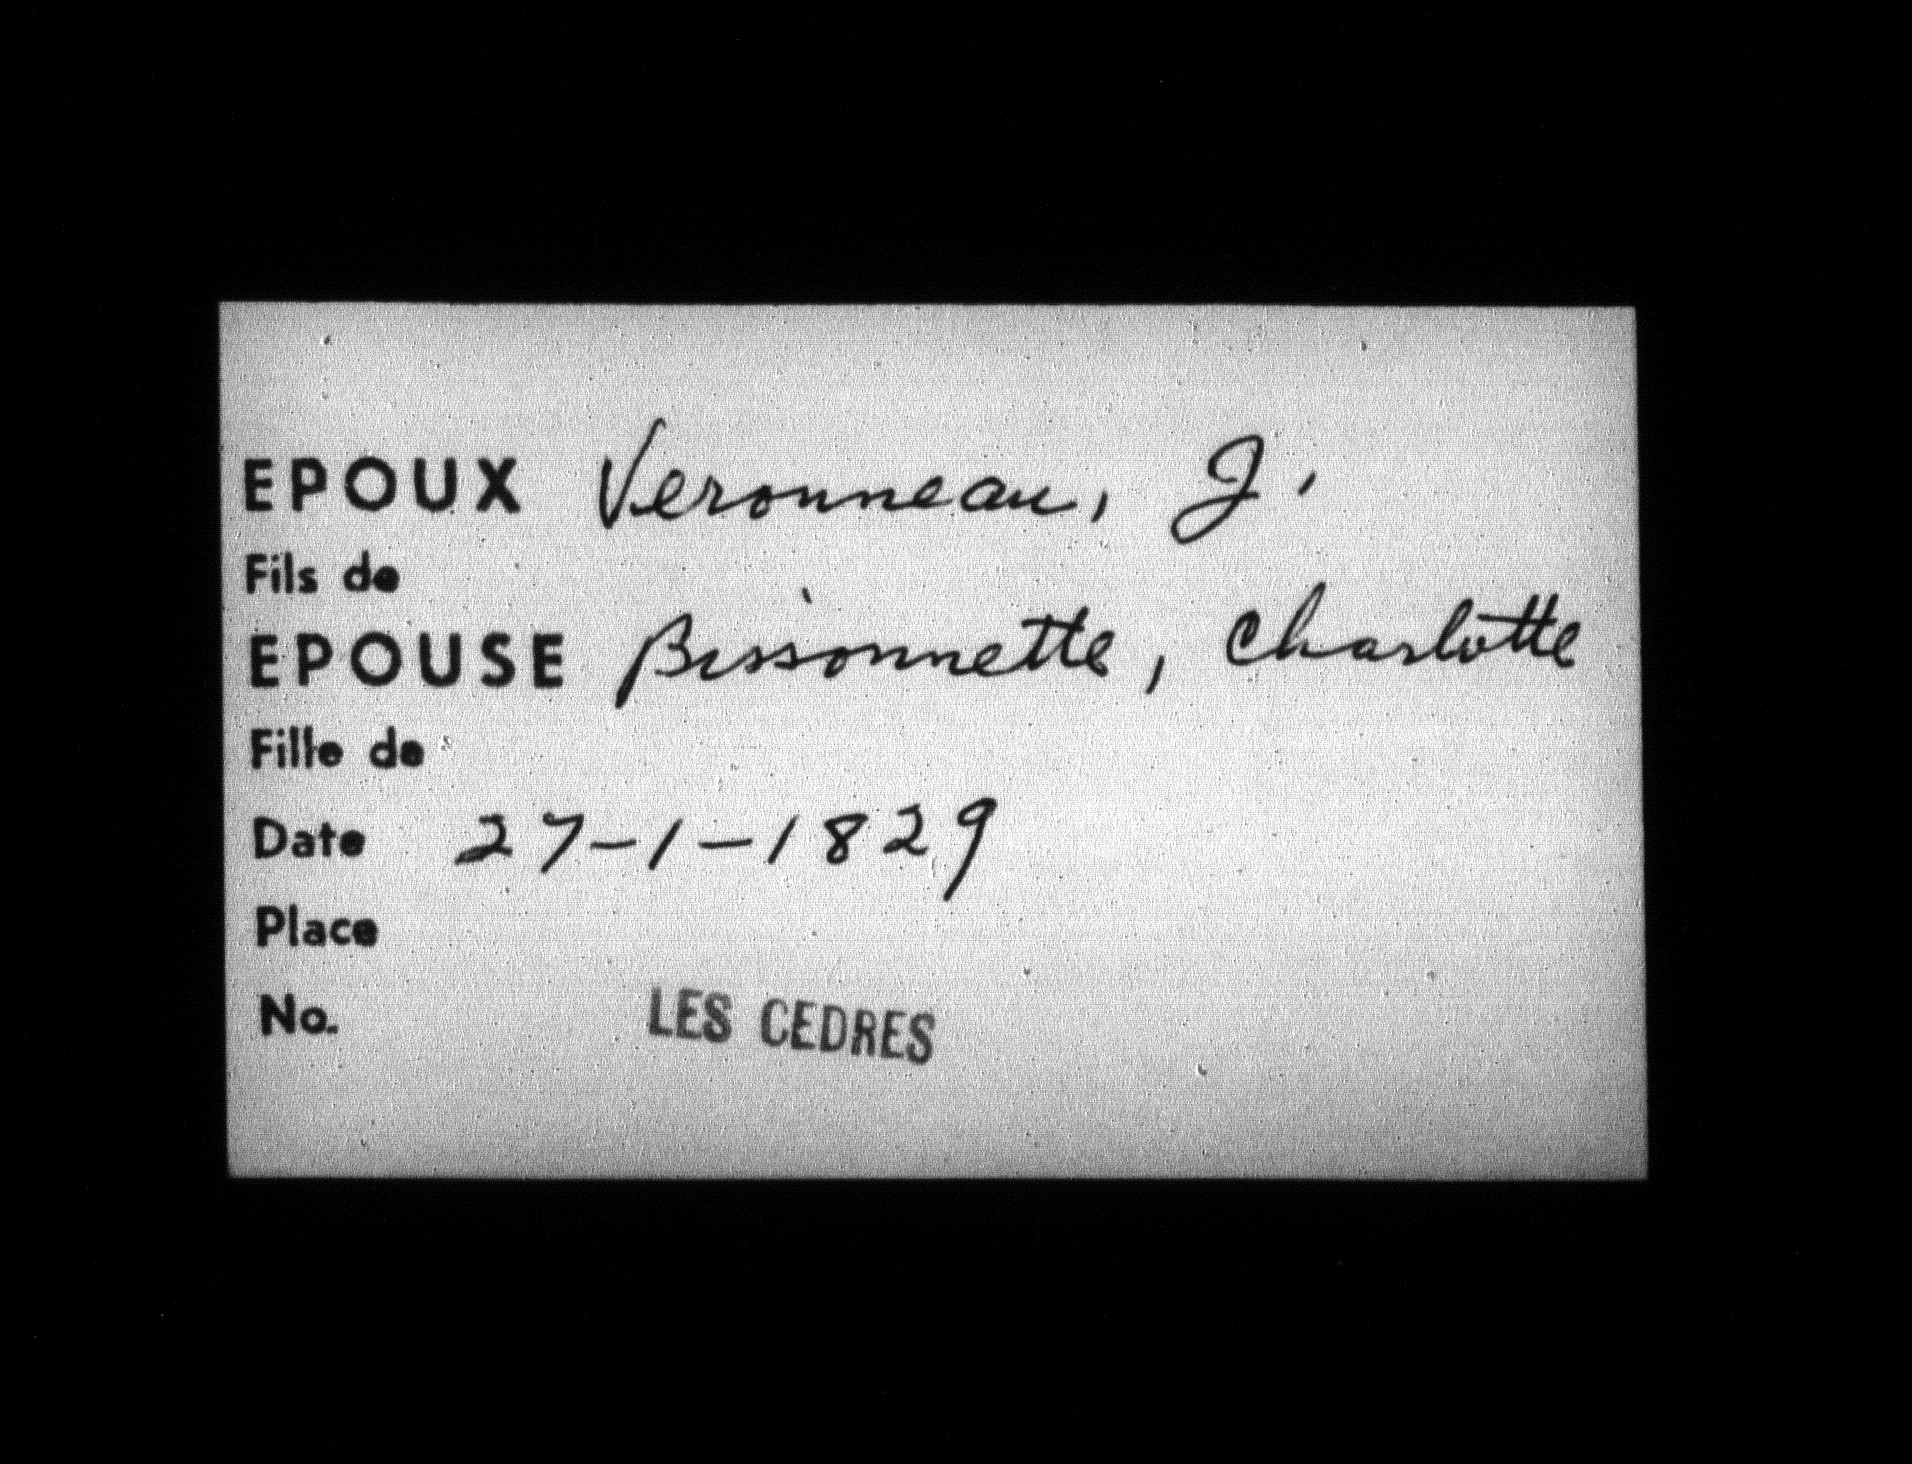 EPOUX Veronneau, J.
Fils de
EPOUSE Bissonnette, Charlotte
Fille de
Date 27-1-1829
Place
No.
LES CEDRES